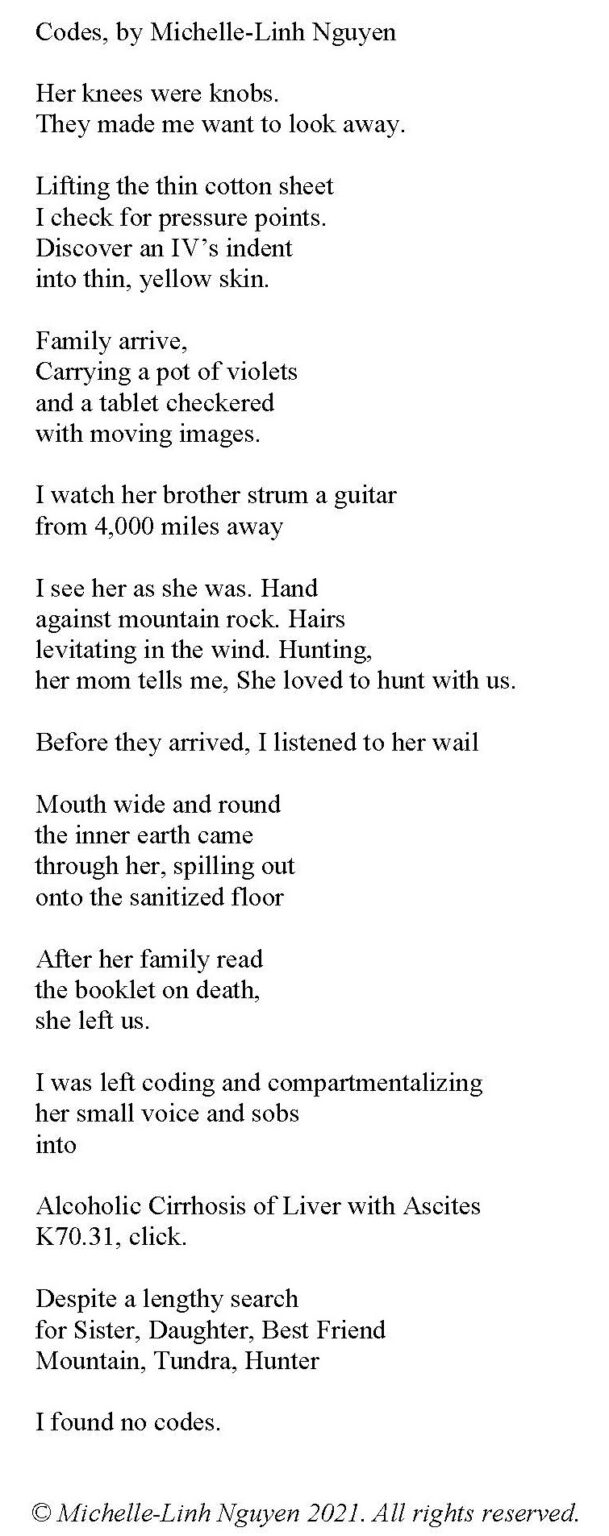 Codes, by Michelle-Linh Nguyen
Her knees were knobs.
They made me want to look away.
Lifting the thin cotton sheet
I check for pressure points.
Discover an IV’s indent
into thin, yellow skin.
Family arrive,
Carrying a pot of violets
and a tablet checkered
with moving images.
I watch her brother strum a guitar
from 4,000 miles away
I see her as she was. Hand
against mountain rock. Hairs
levitating in the wind. Hunting,
her mom tells me, She loved to hunt with us.
Before they arrived, I listened to her wail
Mouth wide and round
the inner earth came
through her, spilling out
onto the sanitized floor
After her family read
the booklet on death,
she left us.
I was left coding and compartmentalizing
her small voice and sobs
into
Alcoholic Cirrhosis of Liver with Ascites
K70.31, click.
Despite a lengthy search
for Sister, Daughter, Best Friend
Mountain, Tundra, Hunter
I found no codes.
© Michelle-Linh Nguyen 2021. All rights reserved.